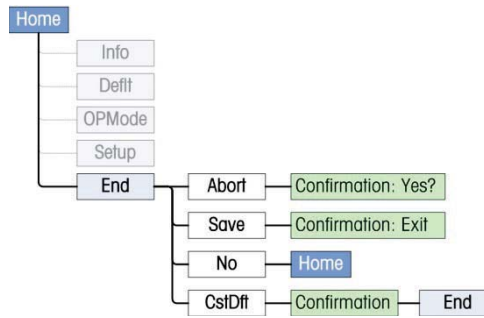 Home
Info
Deflt
OPMode
Setup
End
Abort
Confirmation: Yes?
Save
Confirmation: Exit
No
Home
CstDft
Confirmation
End